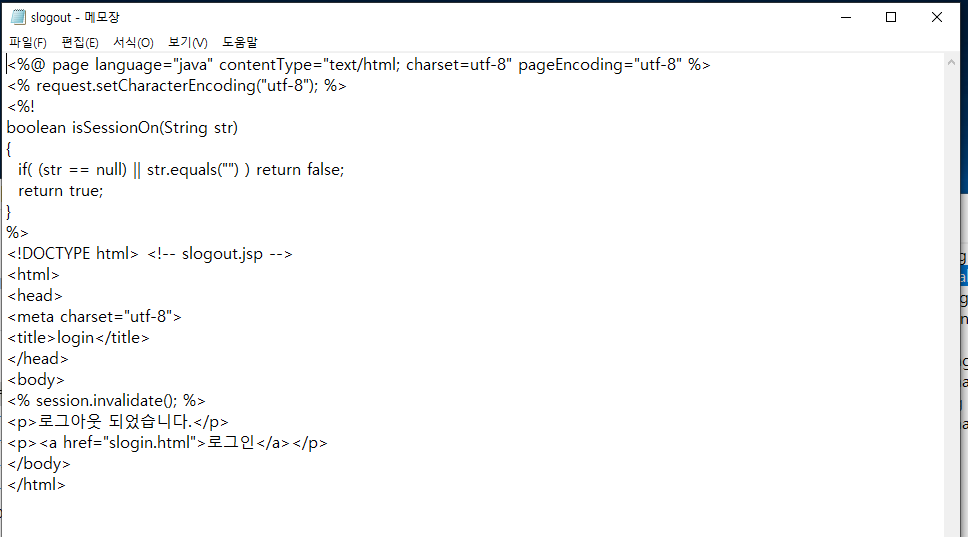 slogout - 메모장
파일(F) 편집(E) 서식(O) 보기(V) 도움말
<%@ page language="java" contentType="text/html; charset=utf-8" pageEncoding="utf-8" %>
<% request.setCharacterEncoding("utf-8"); %>
<%!
boolean isSessionOn(String str)
{
  if( (str == null) || str.equals("") ) return false;
  return true;
}
%>
<!DOCTYPE html> <!-- slogout.jsp -->
<html>
<head>
<meta charset="utf-8">
<title>login</title>
</head>
<body>
<% session.invalidate(); %>
<p>로그아웃 되었습니다.</p>
<p><a href="slogin.html">로그인</a></p>
</body>
</html>